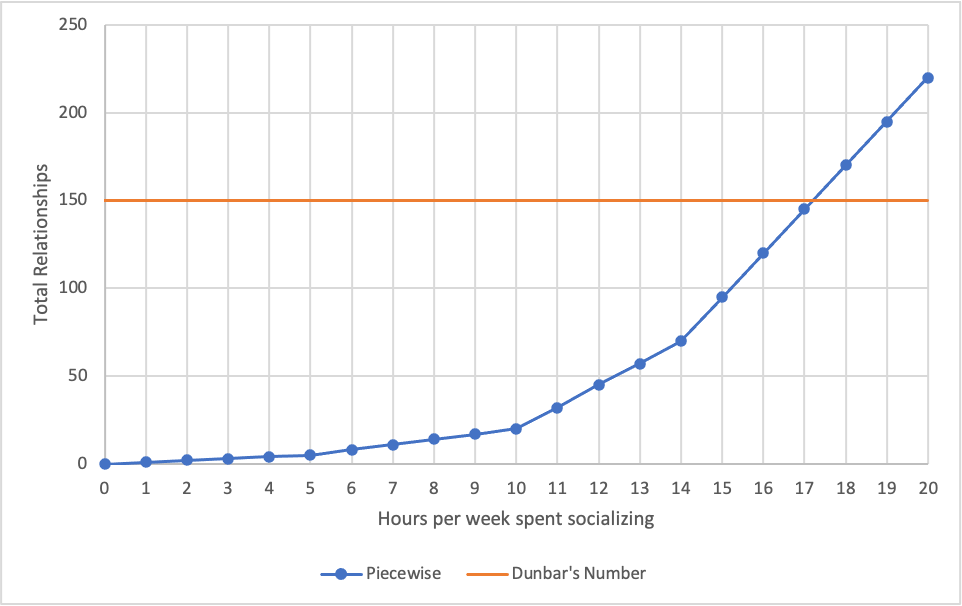 250
200
150
100
50
0
Total Relationships
0 1 2 3 4 5 6 7 8 9 10 11 12 13 14 15 16 17 18 19 20
Hours per week spent socializing
Piecewise Dunbar's Number